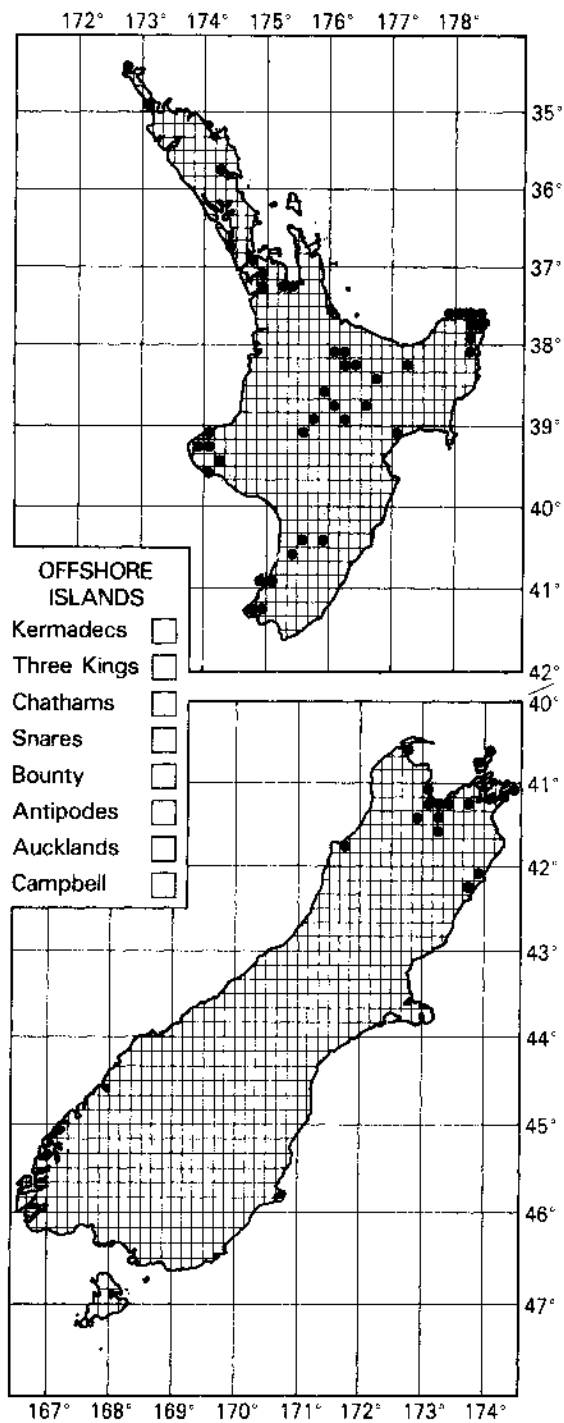 172° 173° 174° 175° 176° 177° 178°
35°
36°
37°
38°
39°
40°
41°
42°
OFFSHORE
ISLANDS
Kermadecs
Three Kings
Chathams
Snares
Bounty
Antipodes
Aucklands
Campbell
40°
41°
42°
43°
44°
45°
46°
47°
167° 168° 169° 170° 171° 172° 173° 174°